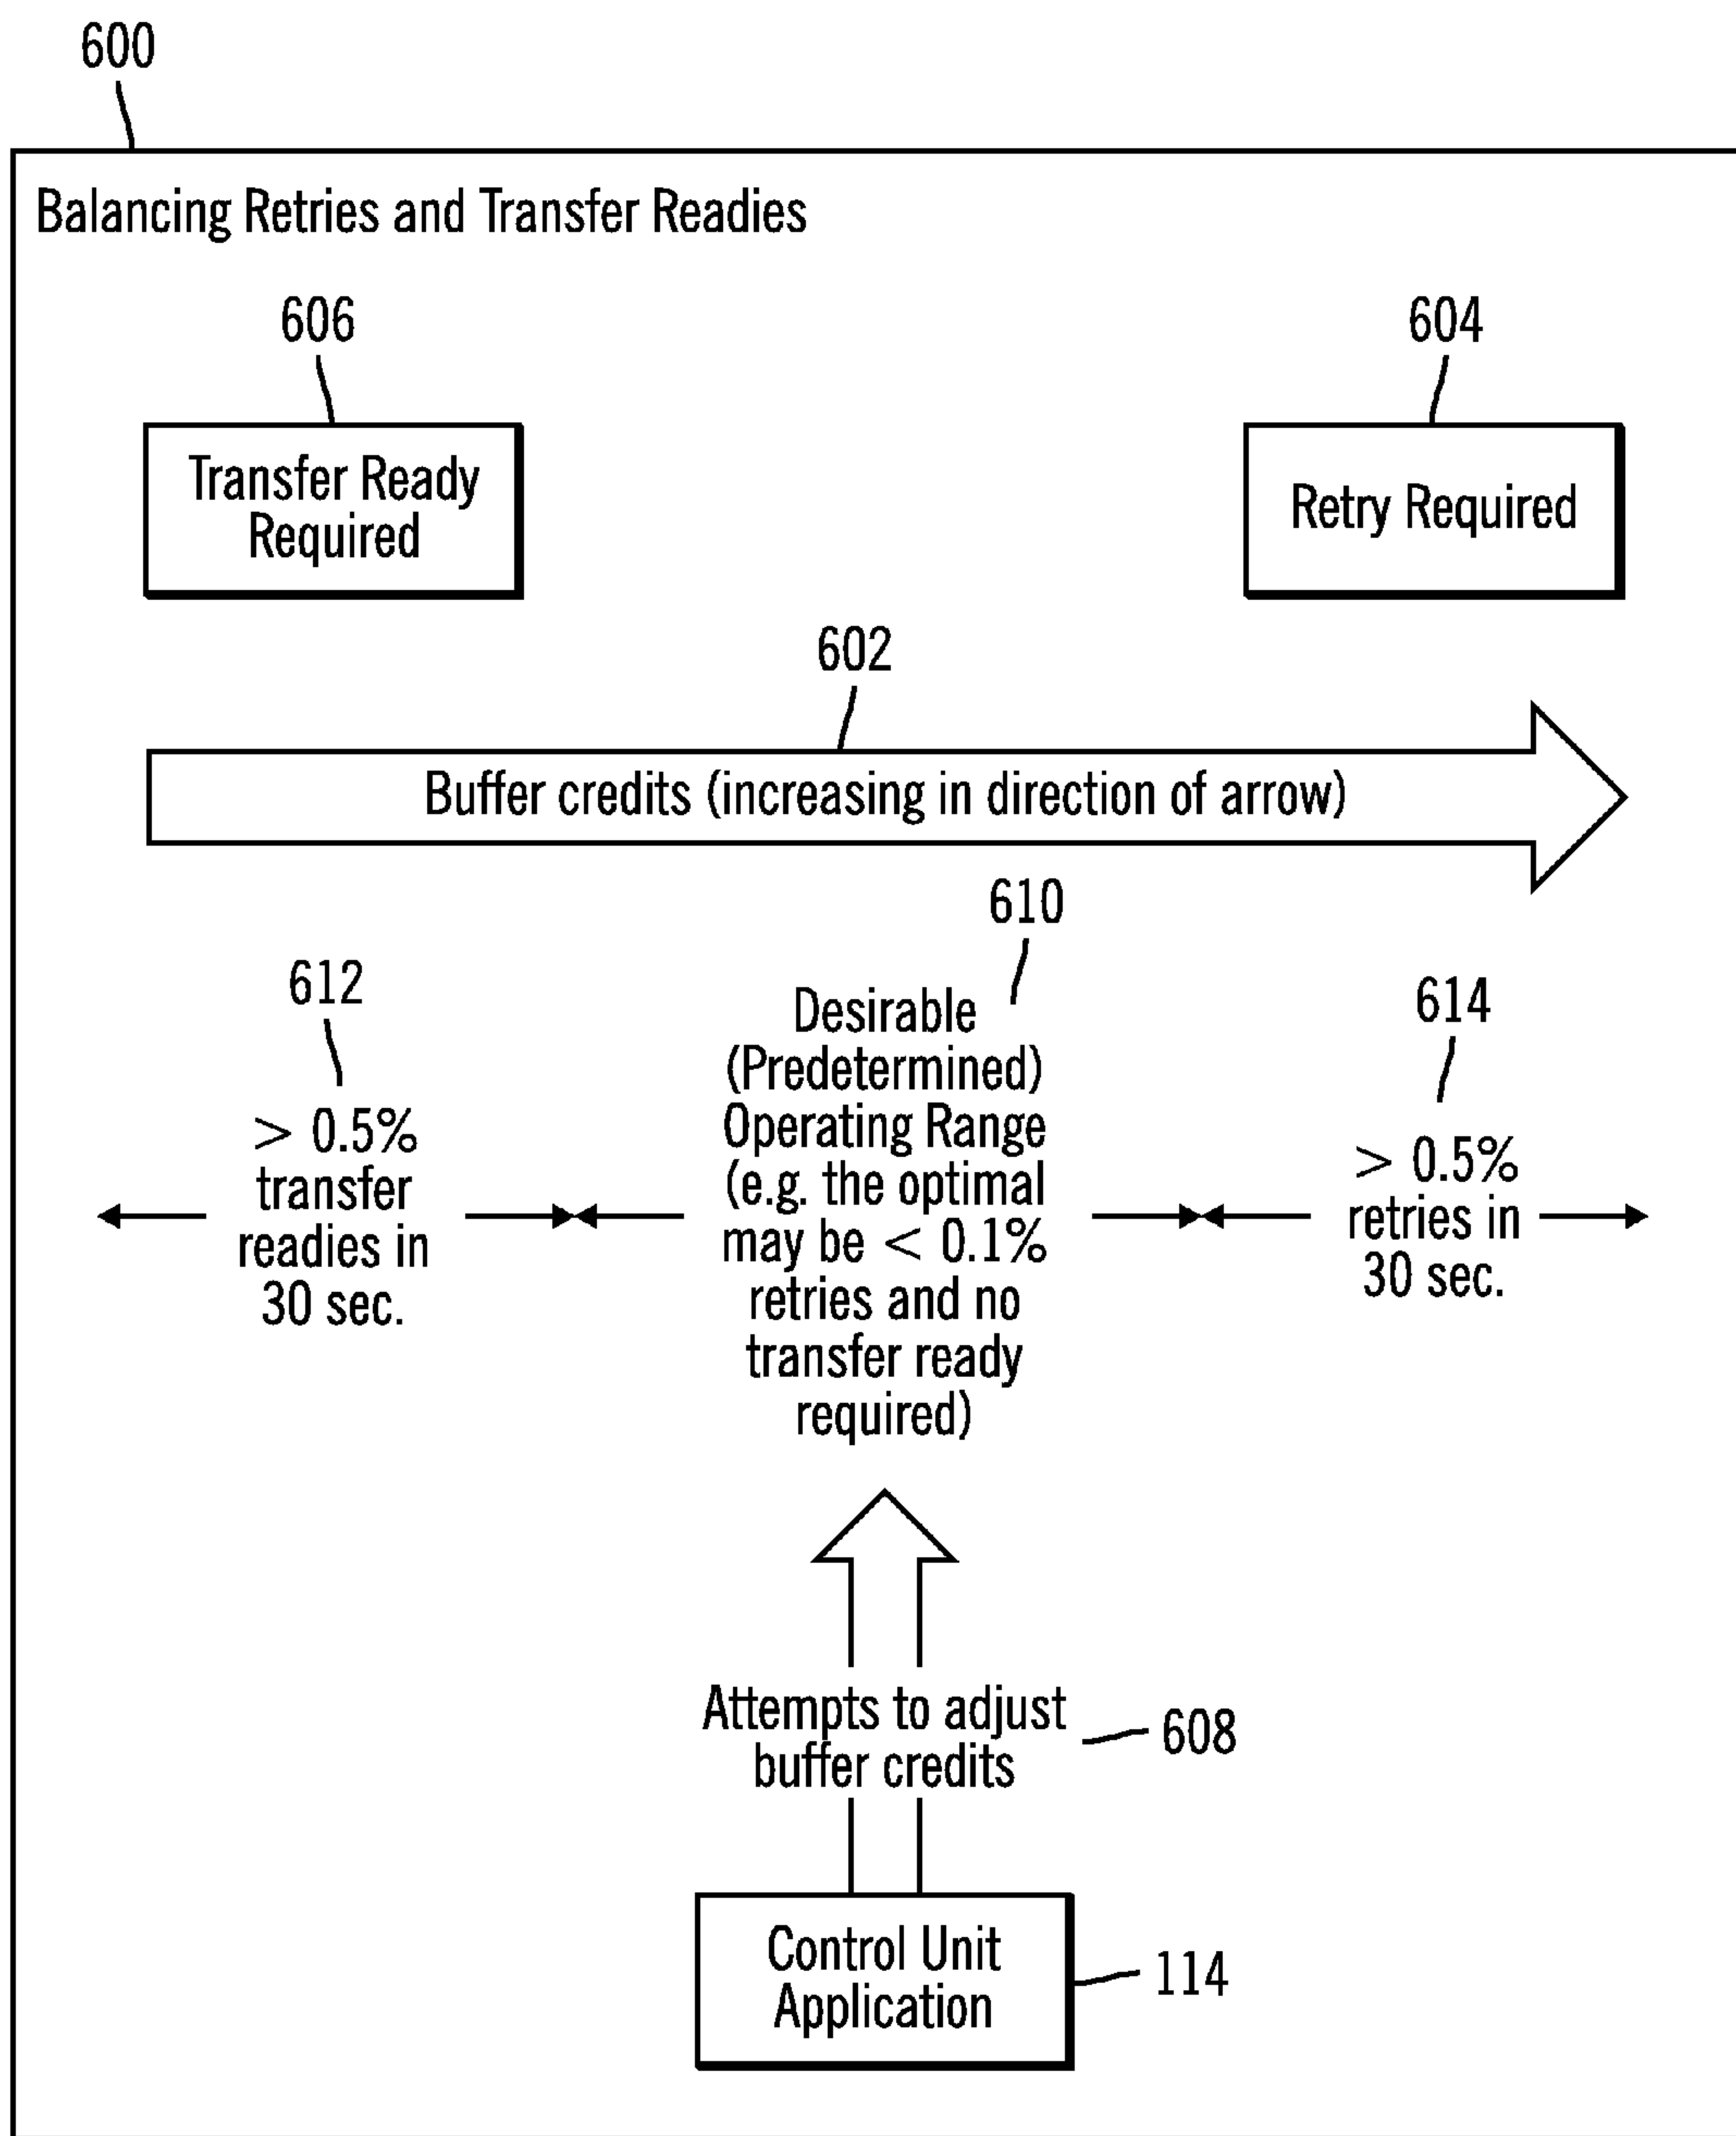 600
Balancing Retries and Transfer Readies
606
604
Transfer Ready
Required
Retry Required
602
Buffer credits (increasing in direction of arrow)
610
612
614
> 0.5%
transfer
readies in
30 sec.
Desirable
(Predetermined)
Operating Range
(e.g. the optimal
may be < 0.1%
retries and no
transfer ready
required)
> 0.5%
retries in
30 sec.
Attempts to adjust
buffer credits
608
Control Unit
Application
114